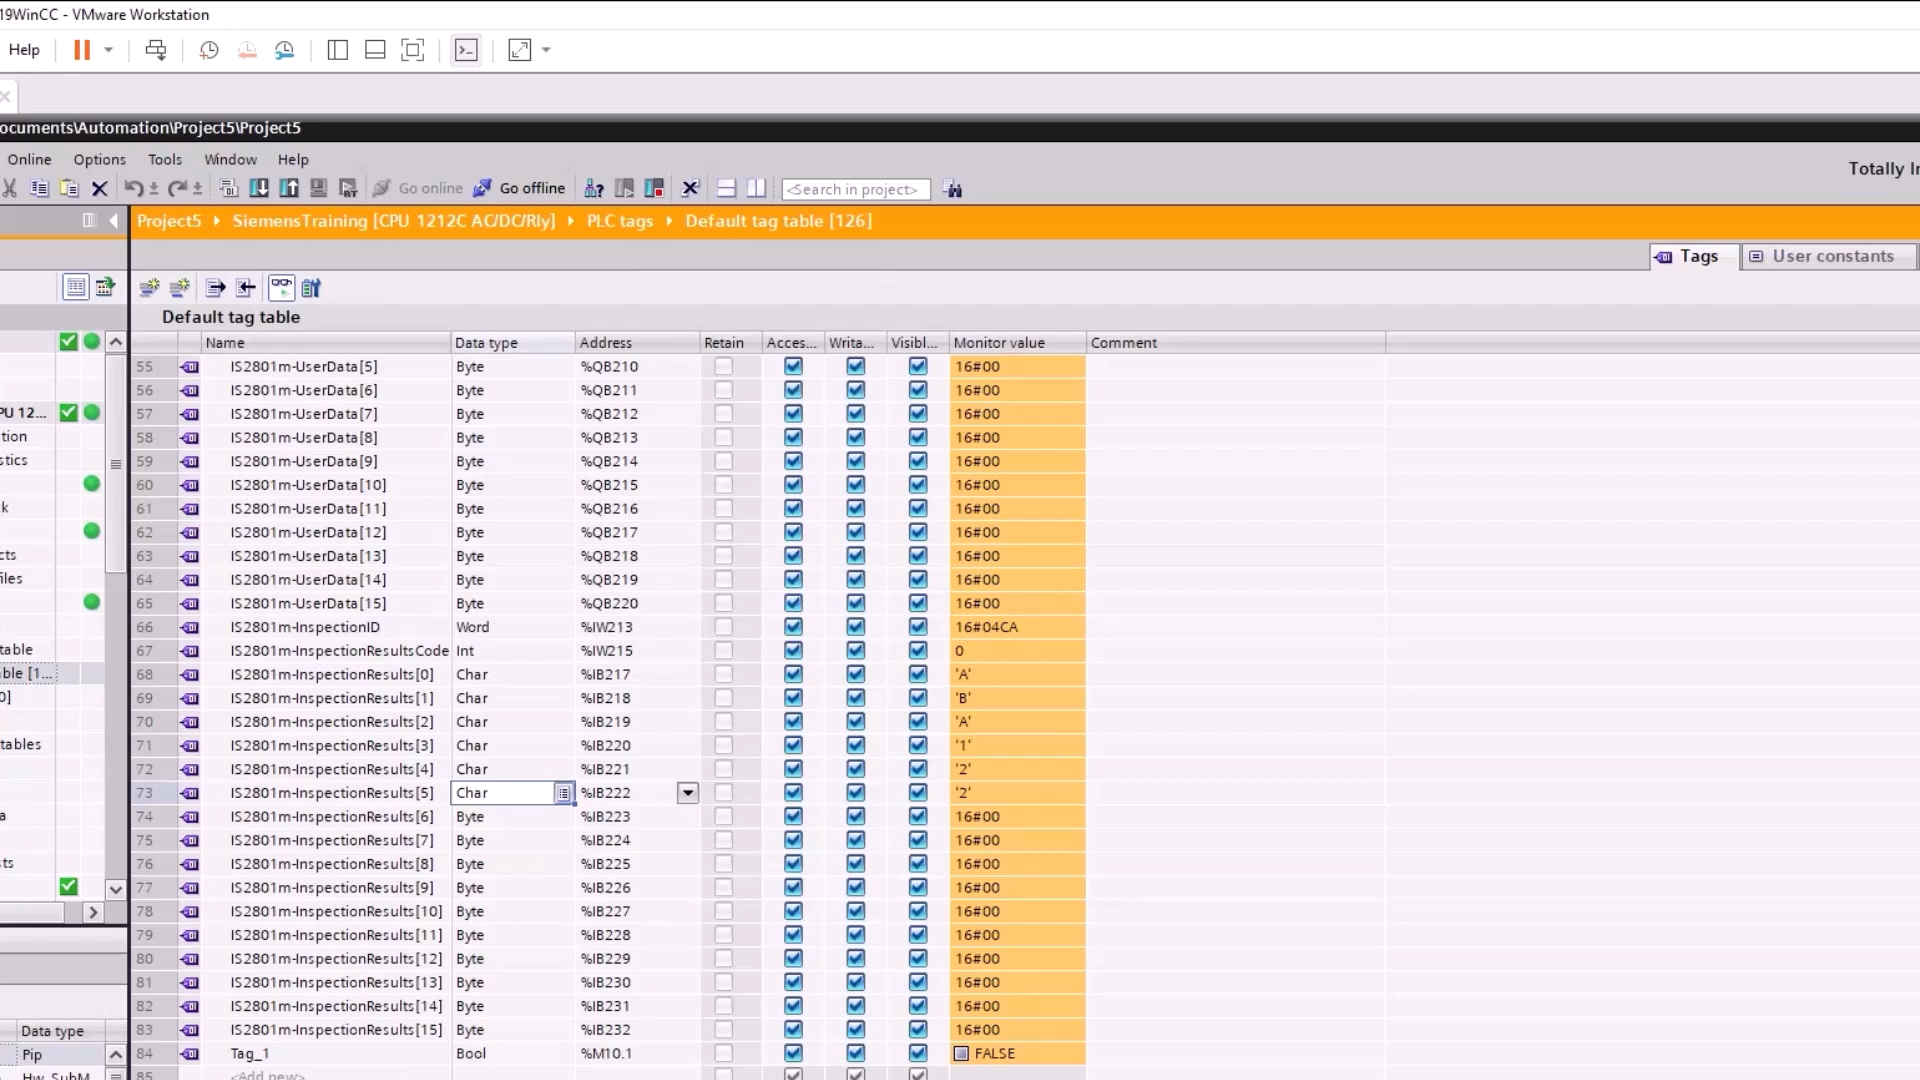 19WinCC - VMware Workstation
Help
ocuments\Automation\Project5\Project5
Online Options Tools Window Help
Totally In
Go online Go offline <Search in project>
Project5 SiemensTraining [CPU 1212C AC/DC/Rly] PLC tags Default tag table [126]
Tags User constants
Default tag table
Name Data type Address Retain Acces... Writa... Visibl... Monitor value Comment
55 IS2801m-UserData[5] Byte %QB210 16#00
56 IS2801m-UserData[6] Byte %QB211 16#00
57 IS2801m-UserData[7] Byte %QB212 16#00
58 IS2801m-UserData[8] Byte %QB213 16#00
59 IS2801m-UserData[9] Byte %QB214 16#00
60 IS2801m-UserData[10] Byte %QB215 16#00
61 IS2801m-UserData[11] Byte %QB216 16#00
62 IS2801m-UserData[12] Byte %QB217 16#00
63 IS2801m-UserData[13] Byte %QB218 16#00
64 IS2801m-UserData[14] Byte %QB219 16#00
65 IS2801m-UserData[15] Byte %QB220 16#00
66 IS2801m-InspectionID Word %IW213 16#04CA
67 IS2801m-InspectionResultsCode Int %IW215 0
68 IS2801m-InspectionResults[0] Char %IB217 'A'
69 IS2801m-InspectionResults[1] Char %IB218 'B'
70 IS2801m-InspectionResults[2] Char %IB219 'A'
71 IS2801m-InspectionResults[3] Char %IB220 '1'
72 IS2801m-InspectionResults[4] Char %IB221 '2'
73 IS2801m-InspectionResults[5] Char %IB222 '2'
74 IS2801m-InspectionResults[6] Byte %IB223 16#00
75 IS2801m-InspectionResults[7] Byte %IB224 16#00
76 IS2801m-InspectionResults[8] Byte %IB225 16#00
77 IS2801m-InspectionResults[9] Byte %IB226 16#00
78 IS2801m-InspectionResults[10] Byte %IB227 16#00
79 IS2801m-InspectionResults[11] Byte %IB228 16#00
80 IS2801m-InspectionResults[12] Byte %IB229 16#00
81 IS2801m-InspectionResults[13] Byte %IB230 16#00
82 IS2801m-InspectionResults[14] Byte %IB231 16#00
83 IS2801m-InspectionResults[15] Byte %IB232 16#00
84 Tag_1 Bool %M10.1 FALSE
85 <Add new>
PU 12...
tion
stics
k
cts
files
table
ble [1...
0]
tables
a
ts
Data type
Pip
Hw_SubM